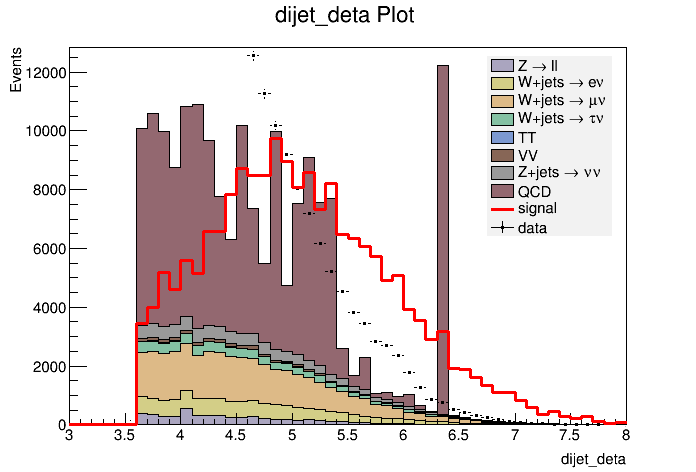 dijet_deta Plot
Events
12000
10000
8000
6000
4000
2000
0
3
3.5
4
4.5
5
5.5
6
6.5
7
7.5
8
dijet_deta
Z → ll
W+jets → eν
W+jets → μν
W+jets → τν
TT
VV
Z+jets → νν
QCD
signal
data